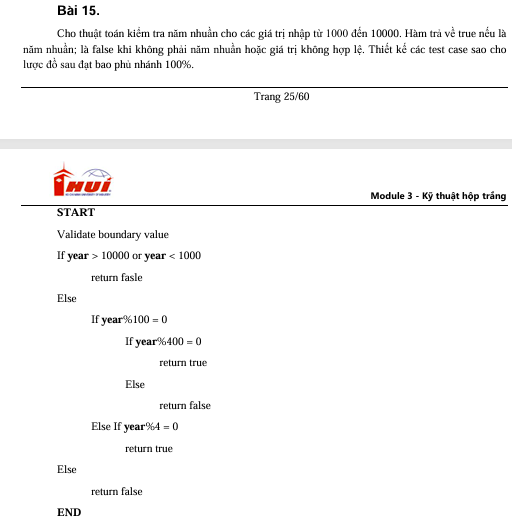 Bài 15.
Cho thuật toán kiểm tra năm nhuần cho các giá trị nhập từ 1000 đến 10000. Hàm trả về true nếu là
năm nhuần; là false khi không phải năm nhuần hoặc giá trị không hợp lệ. Thiết kế các test case sao cho
lược đồ sau đạt bao phủ nhánh 100%.
Trang 25/60
IHUI
Module 3 - Kỹ thuật hộp trắng
START
Validate boundary value
If year > 10000 or year < 1000
return fasle
Else
If year%100 = 0
If year%400 = 0
return true
Else
return false
Else If year%4 = 0
return true
Else
return false
END